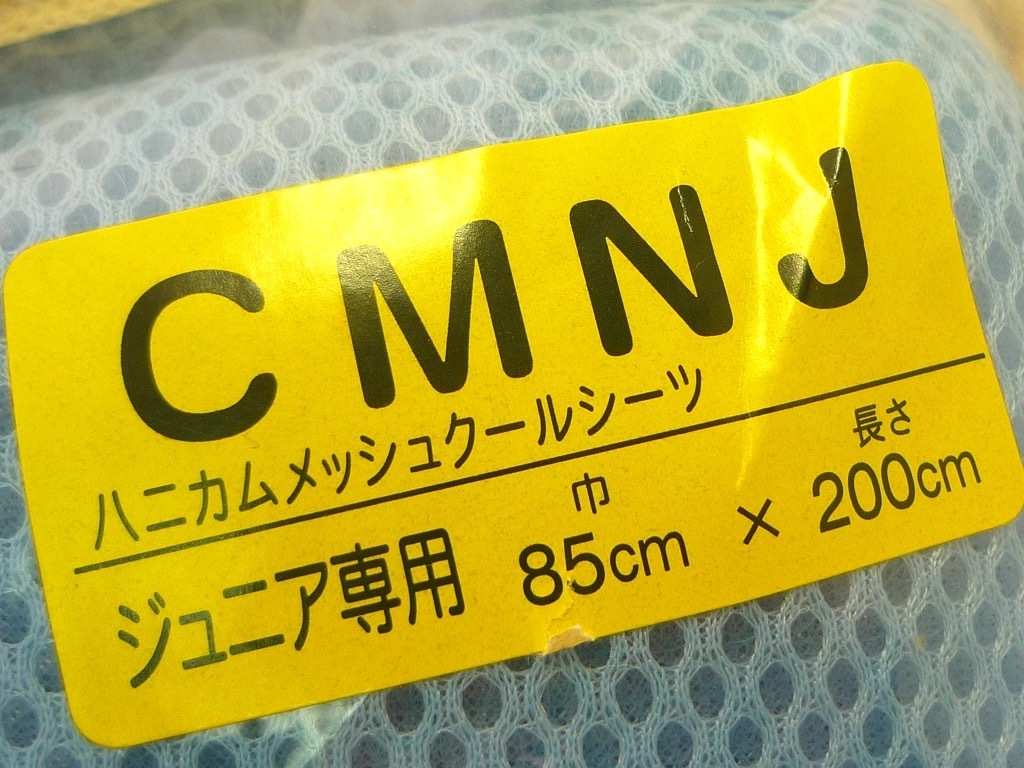 CMNJ
ハニカムメッシュクールシーツ
巾 長さ
ジュニア専用 85cm × 200cm